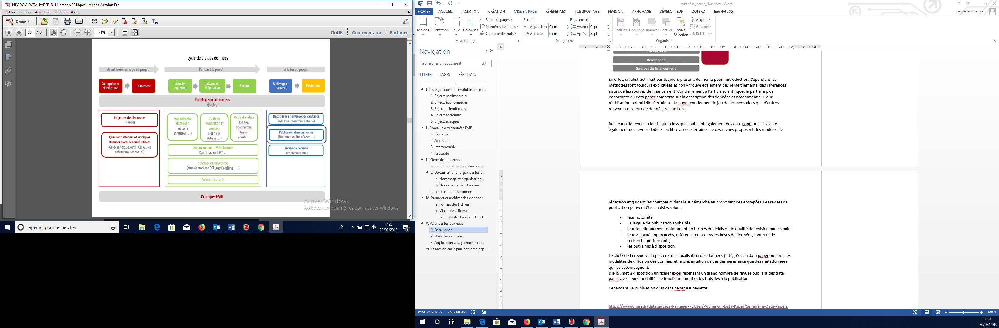 INFODOC-DATA-PAPER-DLH-octobre2018.pdf - Adobe Acrobat Pro
Fichier Edition Affichage Fenêtre Aide
Créer
38 / 84
71%
Outils Commentaire Partager
Cycle de vie des données
Avant le démarrage du projet
Pendant le projet
A la fin du projet
Conception et
planification
Lancement
Collecte -
acquisition
Traitement –
Préparation
Analyse
Archivage et
partage
Publication
Plan de gestion de données
(Opidor)
Exigences des financeurs
(H2020)
Questions éthiques et juridiques
Données produites ou réutilisées
(Guide juridique, outil : Où puis-je
diffuser mes données?)
Recherche des
données ?
(moteurs,
annuaires …)
Outils de
préparation et
curation
(Refine, R,
Dataiku…)
Outils d'analyse
(Galaxy,
Openminted,
Knime,
@web…
Documentation – Métadonnées
Data Inra, outil IPT…
Stockage et sauvegarde
(offre de stockage DSI, AgroDataRing, …)
Contrôle des accès
Dépôt dans un entrepôt de confiance
Data Inra, choix d'un entrepôt
Publication dans un journal
(DOI, citation, Data Paper…)
Archivage pérenne
(site archives Inra)
Principes FAIR
Activer Windows
Accédez aux paramètres pour activer Windows.
Taper ici pour rechercher
17:20
20/02/2019
7
synthèse_partie_données - Word
FICHIER ACCUEIL INSERTION CRÉATION MISE EN PAGE RÉFÉRENCES PUBLIPOSTAGE RÉVISION AFFICHAGE DÉVELOPPEUR ZOTERO EndNote X5
Céline Jacqueton
Marges Orientation Taille Colonnes
Sauts de pages
Numéros de lignes
Coupure de mots
Mise en page
Retrait
À gauche : 0 cm
À droite : 0 cm
Espacement
Avant : 0 pt
Après : 8 pt
Paragraphe
Position Habillage Avancer Reculer Volet
Sélection
Aligner
Grouper
Rotation
Organiser
Navigation
Rechercher un document
TITRES PAGES RÉSULTATS
I. Les enjeux de l'accessibilité aux do...
1. Enjeux patrimoniaux
2. Enjeux économiques
3. Enjeux scientifiques
4. Enjeux sociétaux
5. Enjeux éthiques
II. Produire des données FAIR
1. Findable
2. Accessible
3. Interoperable
4. Reusable
III. Gérer des données
1. Etablir un plan de gestion des...
2. Documenter et organiser les d...
a. Nommage et organisation...
b. Documenter les données
c. Identifier les données
IV. Partager et archiver des données
a. Format des fichiers
b. Choix de la licence
c. Entrepôt de données et plat...
V. Valoriser les données
1. Data paper
2. Web des données
3. Application à l'agronomie : la...
VI. Etudes de cas à partir de data pap...
2 1 1 2 3 4 5 6 7 8 9 10 11 12 13 14 15 17 18
Remerciements
Références
Sources de financement
En effet, un abstract n'est pas toujours présent, de même pour l'introduction. Cependant les
méthodes sont toujours expliquées et l'on y trouve également des remerciements, des références
ainsi que les sources de financement. Contrairement à l'article scientifique, la partie la plus
importante du data paper comporte sur la description des données et notamment sur leur
réutilisation potentielle. Certains data paper contiennent le jeu de données alors que d'autres
renvoient aux jeux de données via un lien.
Beaucoup de revues scientifiques classiques publient également des data paper mais il existe
également des revues dédiées en libre accès. Certaines de ces revues proposent des modèles de
rédaction et guident les chercheurs dans leur démarche en proposant des entrepôts. Les revues de
publication peuvent être choisies selon :
- leur notoriété
- la langue de publication souhaitée
- leur fonctionnement notamment en termes de délais et de qualité de révision par les pairs
- leur visibilité : open accès, référencement dans les bases de données, moteurs de
recherche performants,...
- les outils mis à disposition
Le choix de la revue va impacter sur la localisation des données (intégrées au data paper ou non), les
modalités de diffusion des données et la présentation de ces dernières ainsi que des métadonnées
qui les accompagnent.
L'INRA met à disposition un fichier excel recensant un grand nombre de revues publiant des data
paper avec leurs modalités de fonctionnement et les frais liés à la publication
Cependant, la publication d'un data paper est payante.
https://www6.inra.fr/datapartage/Partager-Publier/Publier-un-Data-Paper/Seminaire-Data-Papers
PAGE 20 SUR 22 7667 MOTS
100 %
17:20
20/02/2019